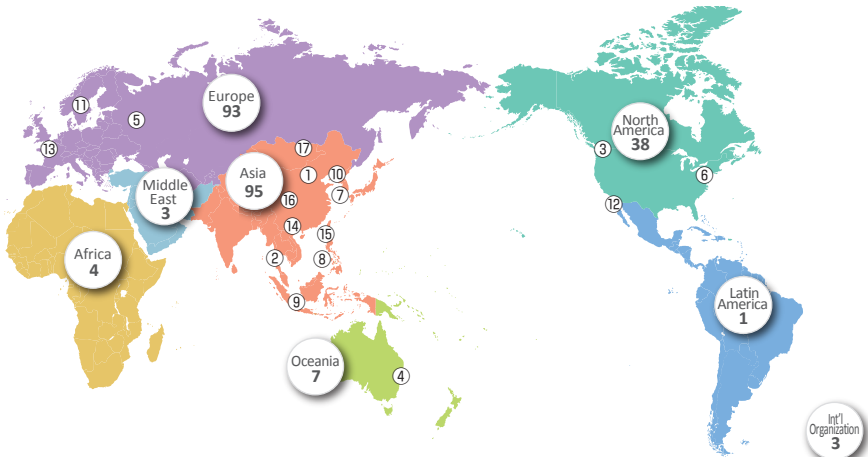 ⑪
Europe
93
⑤
⑬
⑰
North
America
38
③
①
⑩
⑥
Asia
95
⑦
Middle
East
3
⑯
⑫
⑭
⑮
Africa
4
②
⑧
Latin
America
1
⑨
Oceania
7
④
Int'l
Organization
3